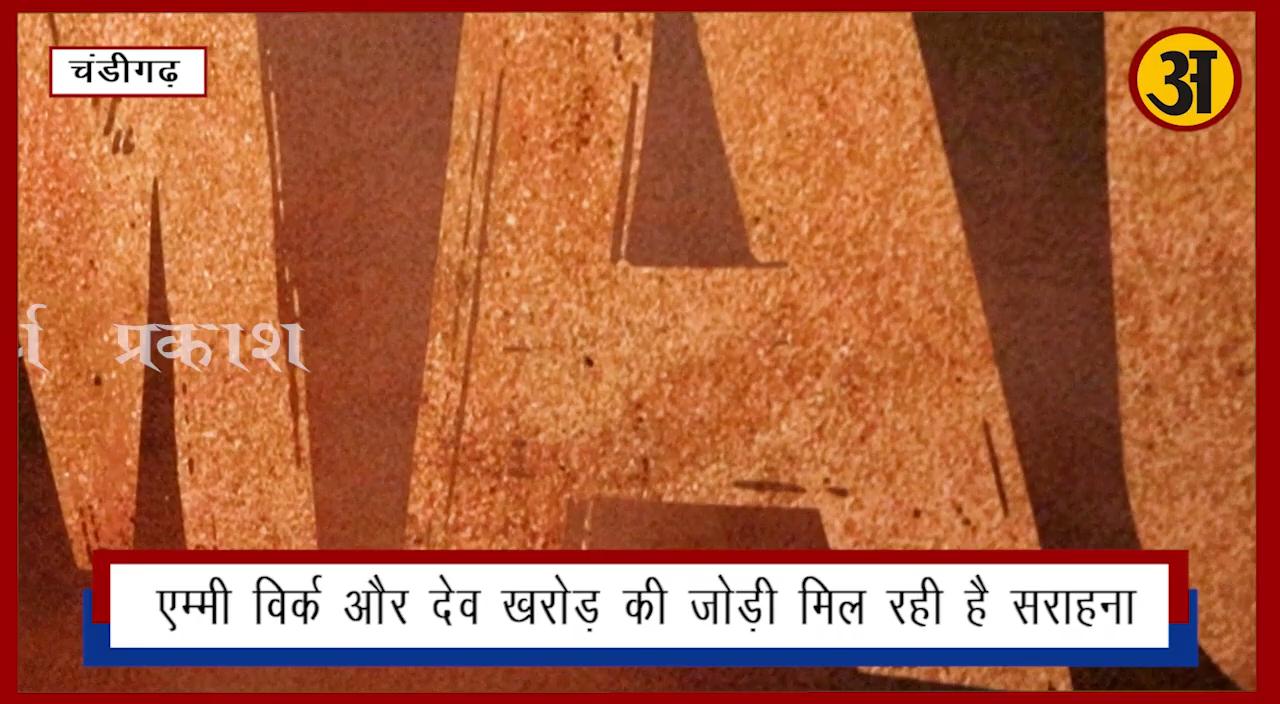 चंडीगढ़
अ
प्रकाश
एम्मी विर्क और देव खरोड़ की जोड़ी मिल रही है सराहना